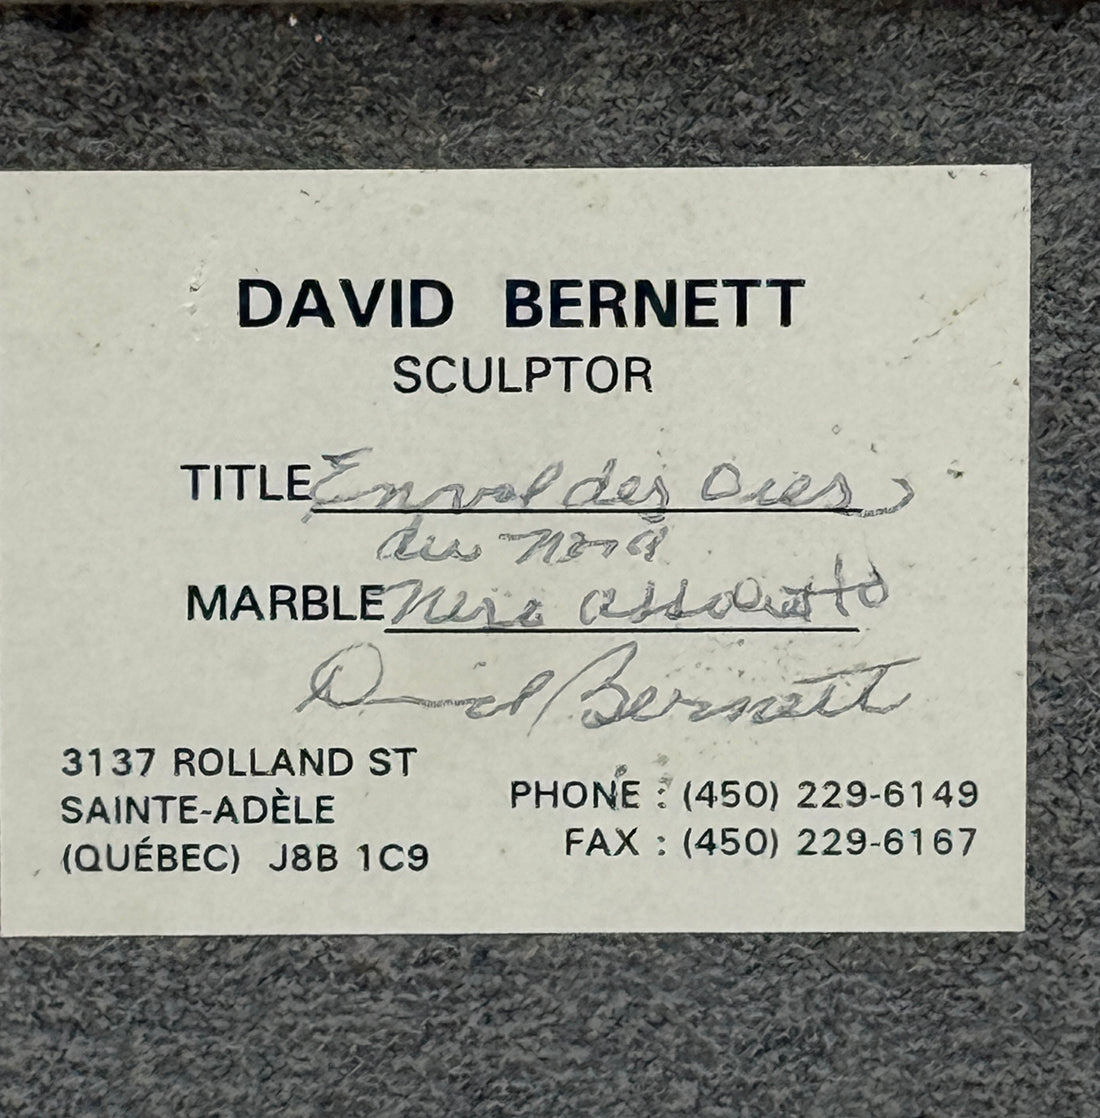 DAVID BERNETT
SCULPTOR
TITLE Envol des Oies
du nord
MARBLE Nero assoluto
David Bernett
3137 ROLLAND ST
SAINTE-ADÈLE
(QUÉBEC) J8B 1C9
PHONE : (450) 229-6149
FAX : (450) 229-6167